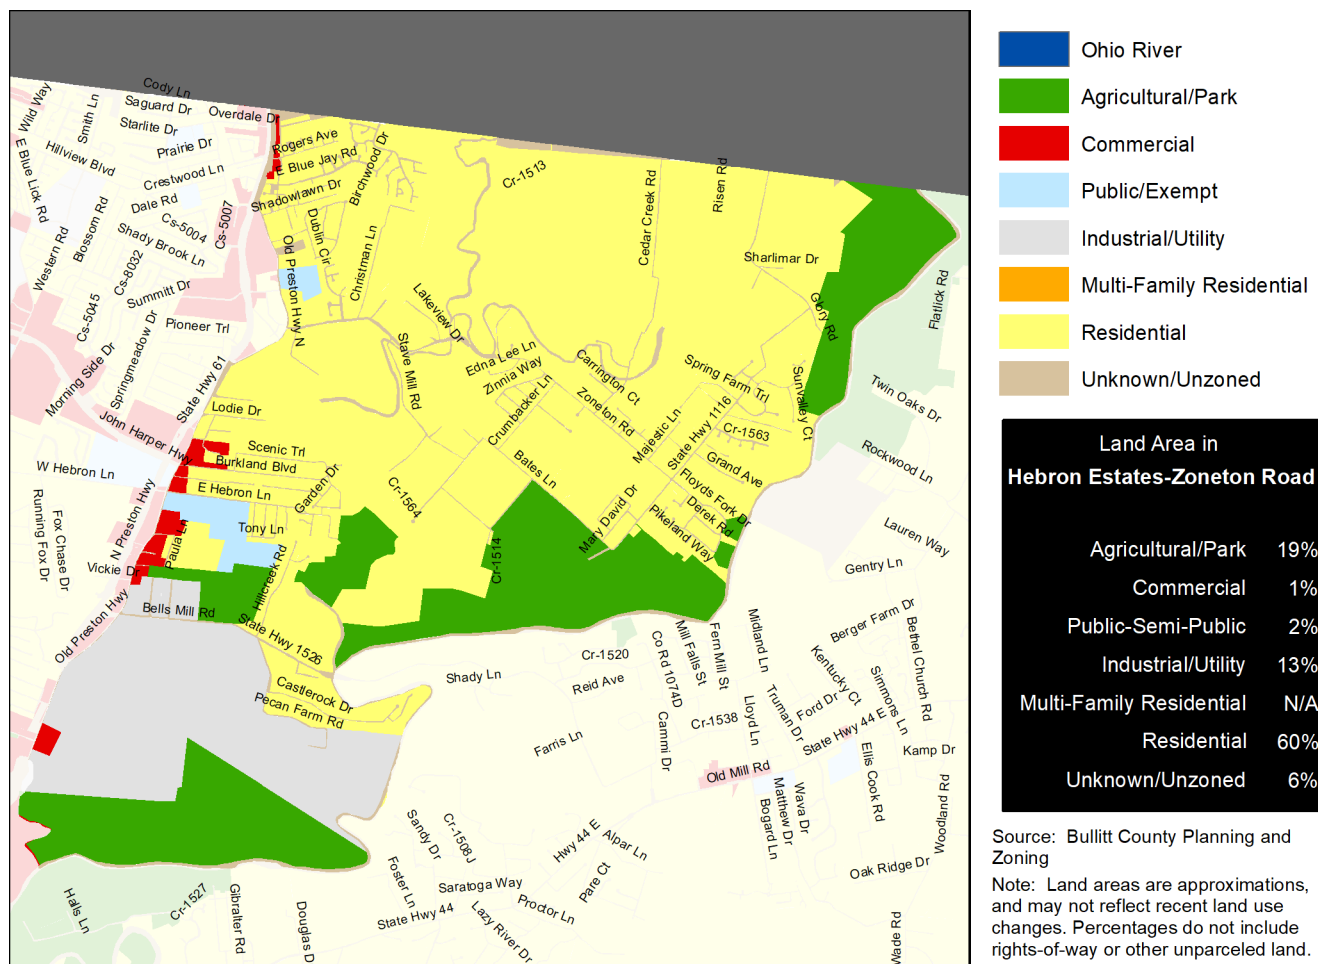 Cody Ln
Saguard Dr
Overdale Dr
Starlite Dr
Wild Way
Smith Ln
Prairie Dr
Rogers Ave
E Blue Jay Rd
Birchwood Dr
Hillview Blvd
E Blue Lick Rd
Crestwood Ln
Shadowlawn Dr
Cr-1513
Risen Rd
Cedar Creek Rd
Dale Rd
Cs-5004
Cs-5007
Blossom Rd
Western Rd
Shady Brook Ln
Cs-8032
Dublin Cir
Old Preston Hwy N
Christman Ln
Sharlimar Dr
Summitt Dr
Cs-5045
Pioneer Trl
Lakeview Dr
Glory Rd
Flatlick Rd
Springmeadow Dr
Morning Side Dr
State Hwy 61
Slave Mill Rd
Edna Lee Ln
Zinnia Way
Carrington Ct
Spring Farm Trl
Sunvalley Ct
Twin Oaks Dr
Lodie Dr
John Harper Hwy
Crumbacker Ln
Zoneton Rd
Majestic Ln
State Hwy 1116
Cr-1563
Scenic Trl
Burkland Blvd
W Hebron Ln
E Hebron Ln
Garden Dr
Bates Ln
Grand Ave
Rockwood Ln
Cr-1564
Floyds Fork Dr
Running Fox Dr
Fox Chase Dr
N Preston Hwy
Paula Ln
Tony Ln
Mary David Dr
Derek Rd
Pikeland Way
Lauren Way
Cr-1514
Vickie Dr
Hillcreek Rd
Gentry Ln
Bells Mill Rd
Old Preston Hwy
State Hwy 1526
Berger Farm Dr
Bethel Church Rd
Midland Ln
Fern Mill St
Mill Falls St
Co Rd 1074D
Cr-1520
Kentucky Ct
Simmons Ln
Shady Ln
Reid Ave
Castlerock Dr
Pecan Farm Rd
Truman Dr
Ford Dr
Lloyd Ln
Cr-1538
State Hwy 44 E
Cammi Dr
Farris Ln
Kamp Dr
Ellis Cook Rd
Old Mill Rd
Wava Dr
Matthew Dr
Bogard Ln
Woodland Rd
Sandy Dr
Cr-1508 J
Hwy 44 E
Alpar Ln
Oak Ridge Dr
Foster Ln
Saratoga Way
Pare Ct
Halls Ln
Cr-1527
Gibralter Rd
Douglas D
State Hwy 44
Lazy River Dr
Proctor Ln
Wade Rd
Ohio River
Agricultural/Park
Commercial
Public/Exempt
Industrial/Utility
Multi-Family Residential
Residential
Unknown/Unzoned
Land Area in
Hebron Estates-Zoneton Road
Agricultural/Park 19%
Commercial 1%
Public-Semi-Public 2%
Industrial/Utility 13%
Multi-Family Residential N/A
Residential 60%
Unknown/Unzoned 6%
Source: Bullitt County Planning and
Zoning
Note: Land areas are approximations,
and may not reflect recent land use
changes. Percentages do not include
rights-of-way or other unparceled land.